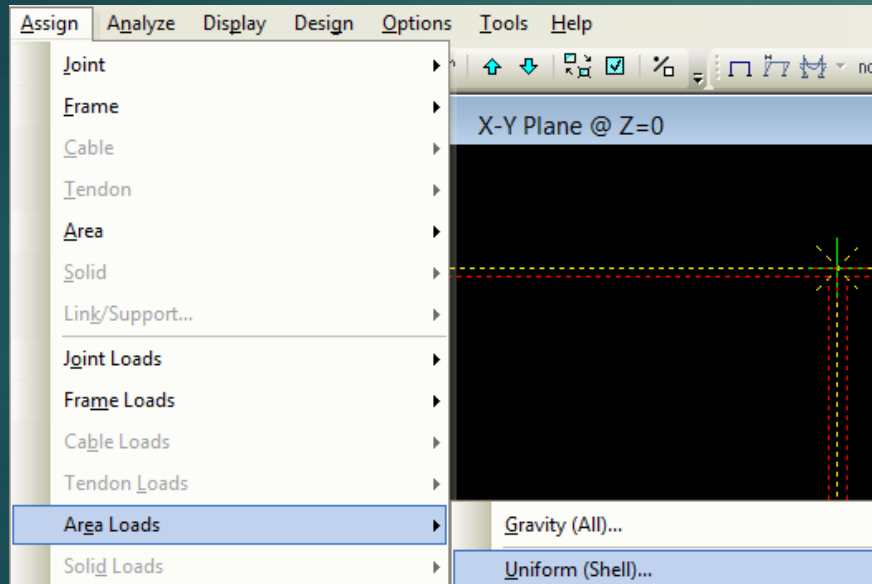 Assign Analyze Display Design Options Tools Help
Joint
Frame
Cable
Tendon
Area
Solid
Link/Support...
Joint Loads
Frame Loads
Cable Loads
Tendon Loads
Area Loads
Solid Loads
X-Y Plane @ Z=0
Gravity (All)...
Uniform (Shell)...